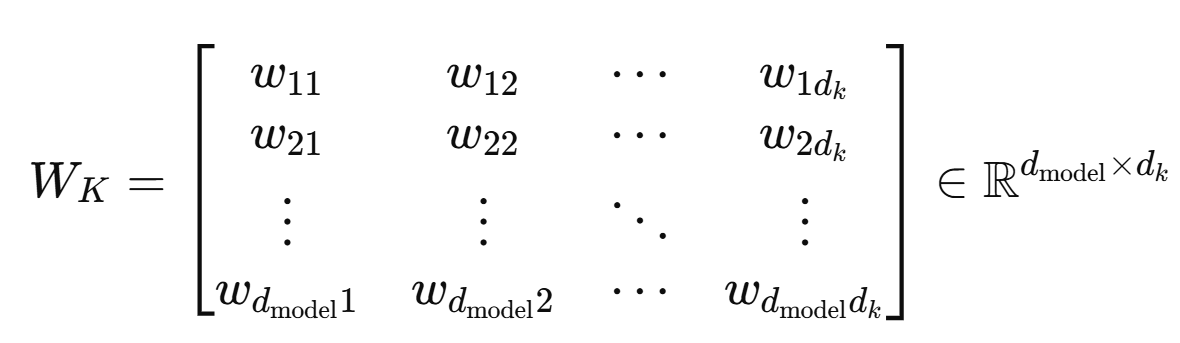 $$W_K = \begin{bmatrix} w_{11} & w_{12} & \cdots & w_{1d_k} \\ w_{21} & w_{22} & \cdots & w_{2d_k} \\ \vdots & \vdots & \ddots & \vdots \\ w_{d_{\text{model}}1} & w_{d_{\text{model}}2} & \cdots & w_{d_{\text{model}}d_k} \end{bmatrix} \in \mathbb{R}^{d_{\text{model}} \times d_k}$$